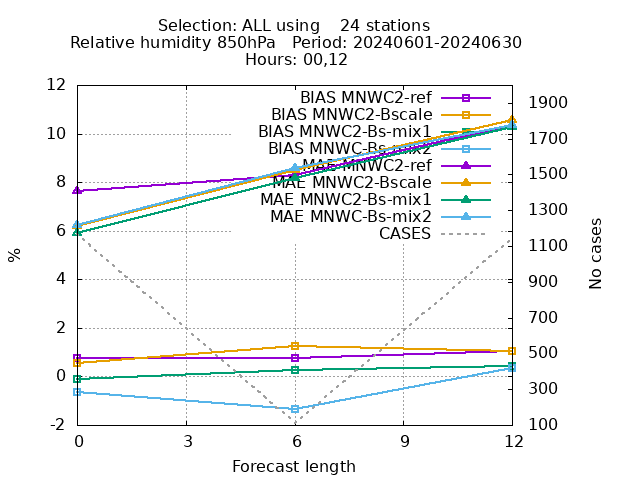 Selection: ALL using 24 stations
Relative humidity 850hPa Period: 20240601-20240630
Hours: 00,12
12
10
8
6
4
2
0
-2
%
BIAS MNWC2-ref
BIAS MNWC2-Bscale
BIAS MNWC2-Bs-mix1
BIAS MNWC-Bs-mix2
MAE MNWC2-ref
MAE MNWC2-Bscale
MAE MNWC2-Bs-mix1
MAE MNWC-Bs-mix2
CASES
1900
1700
1500
1300
1100
900
700
500
300
100
No cases
0 3 6 9 12
Forecast length